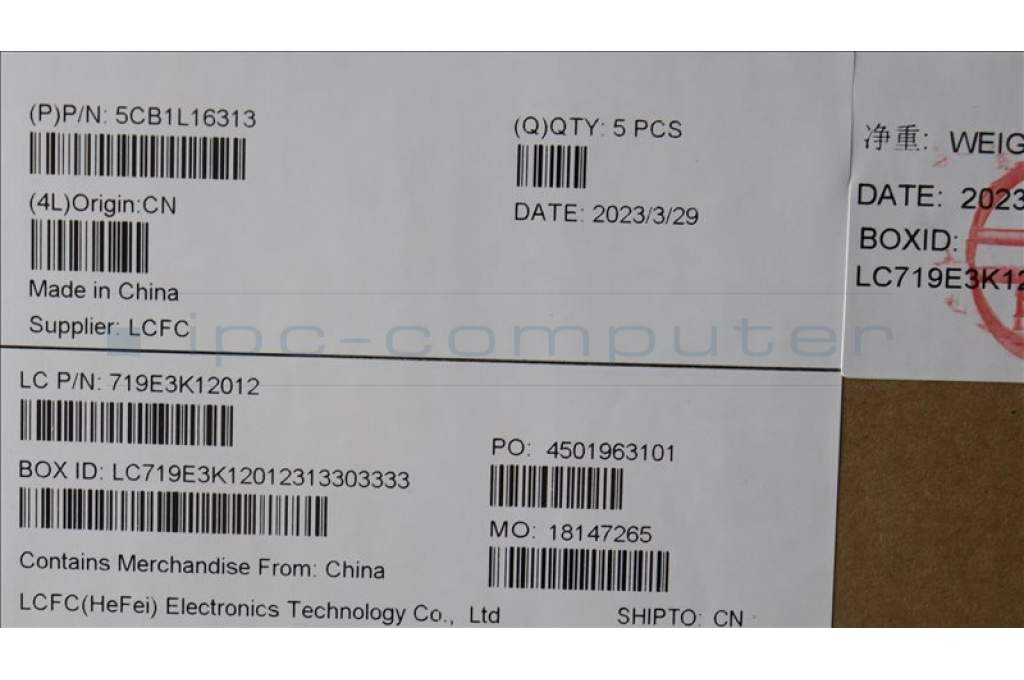 (P)P/N: 5CB1L16313
(4L)Origin:CN
Made in China
Supplier: LCFC
(Q)QTY: 5 PCS
DATE: 2023/3/29
ipc-computer
LC P/N: 719E3K12012
BOX ID: LC719E3K12012313303333
Contains Merchandise From: China
LCFC(HeFei) Electronics Technology Co., Ltd
PO: 4501963101
MO: 18147265
SHIPTO: CN
净重: WEIG
DATE: 2023
BOXID:
LC719E3K12